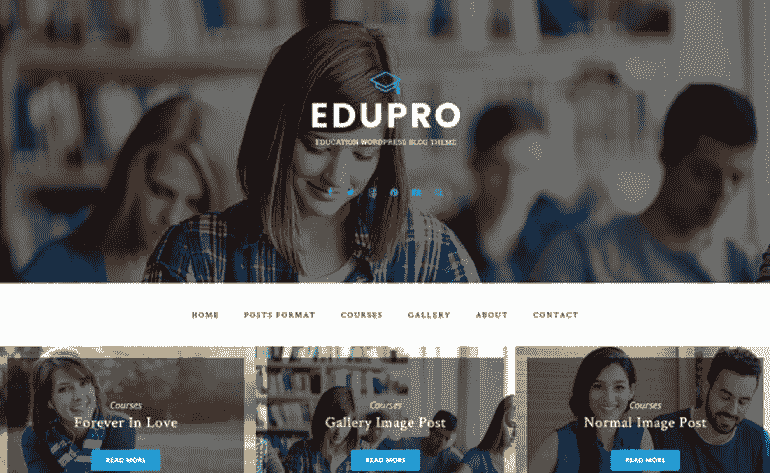 EDUPRO
EDUCATION WORDPRESS BLOG THEME
HOME POSTS FORMAT COURSES GALLERY ABOUT CONTACT
Courses
Forever In Love
READ MORE
Courses
Gallery Image Post
READ MORE
Courses
Normal Image Post
READ MORE